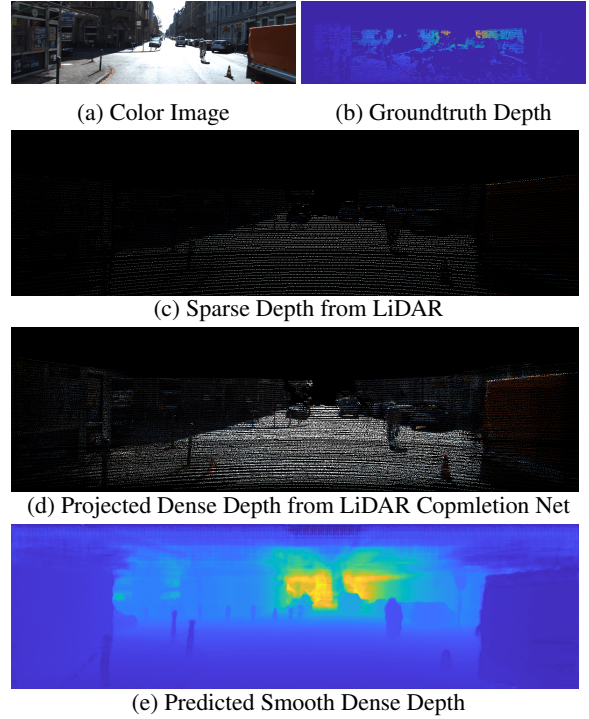 (a) Color Image
(b) Groundtruth Depth
(c) Sparse Depth from LiDAR
(d) Projected Dense Depth from LiDAR Copmletion Net
(e) Predicted Smooth Dense Depth